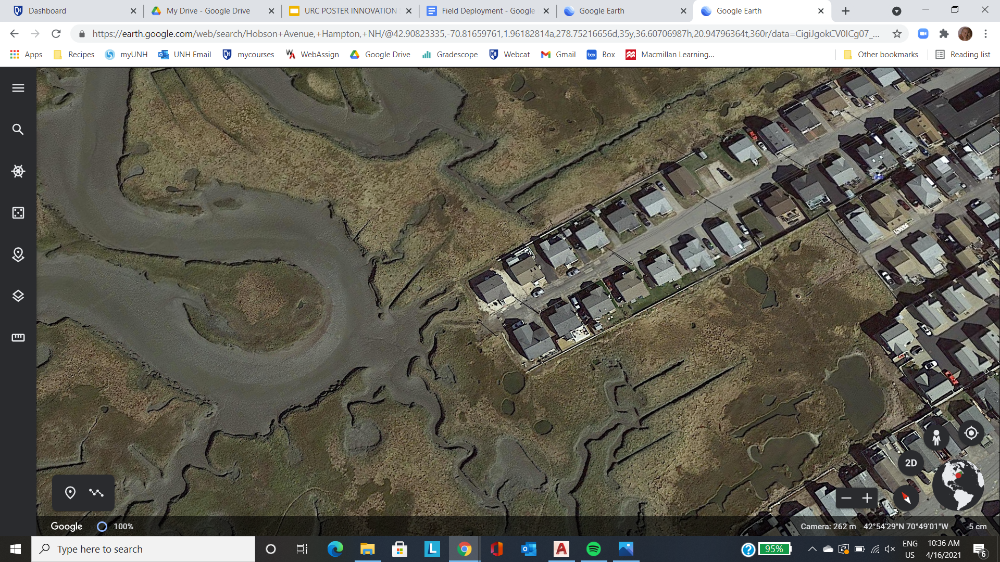 Dashboard
My Drive - Google Drive
URC POSTER INNOVATION
Field Deployment - Google
Google Earth
Google Earth
https://earth.google.com/web/search/Hobson+Avenue,+Hampton,+NH/@42.90823335,-70.81659761,1.96182814a,278.75216656d,35y,36.60706987h,20.94796364t,360r/data=CigiJgokCV0ICg07_...
Apps
Recipes
myUNH
UNH Email
mycourses
WebAssign
Google Drive
Gradescope
Webcat
Gmail
box
Box
Macmillan Learning...
Other bookmarks
Reading list
2D
Google
100%
Camera: 262 m 42°54'29"N 70°49'01"W -5 cm
Type here to search
L
A
95%
ENG
US
10:36 AM
4/16/2021
6